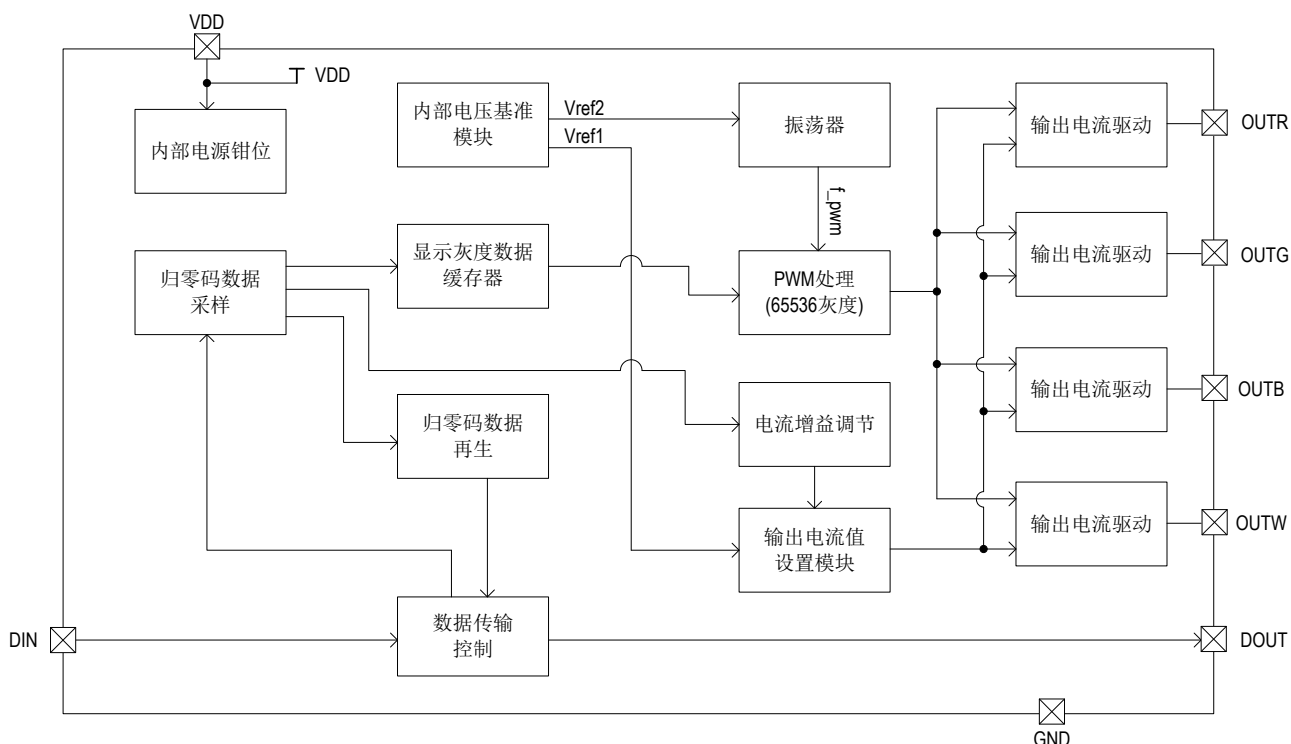 VDD
VDD
内部电源钳位
内部电压基准
模块
Vref2
Vref1
振荡器
输出电流驱动
OUTR
f_pwm
归零码数据
采样
显示灰度数据
缓存器
PWM处理
(65536灰度)
输出电流驱动
OUTG
归零码数据
再生
电流增益调节
输出电流驱动
OUTB
输出电流值
设置模块
输出电流驱动
OUTW
DIN
数据传输
控制
DOUT
GND